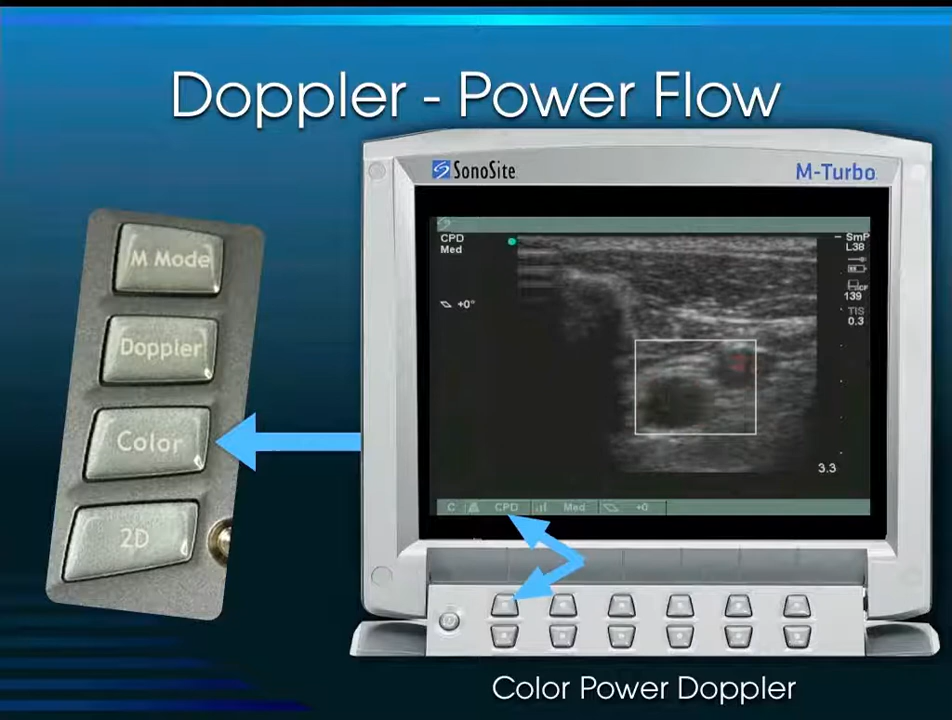 Doppler - Power Flow
SonoSite
M-Turbo
M Mode
Doppler
Color
2D
CPD
Med
+0°
SmP
L38
139
TIS
0.3
3.3
C CPD Med +0
Color Power Doppler